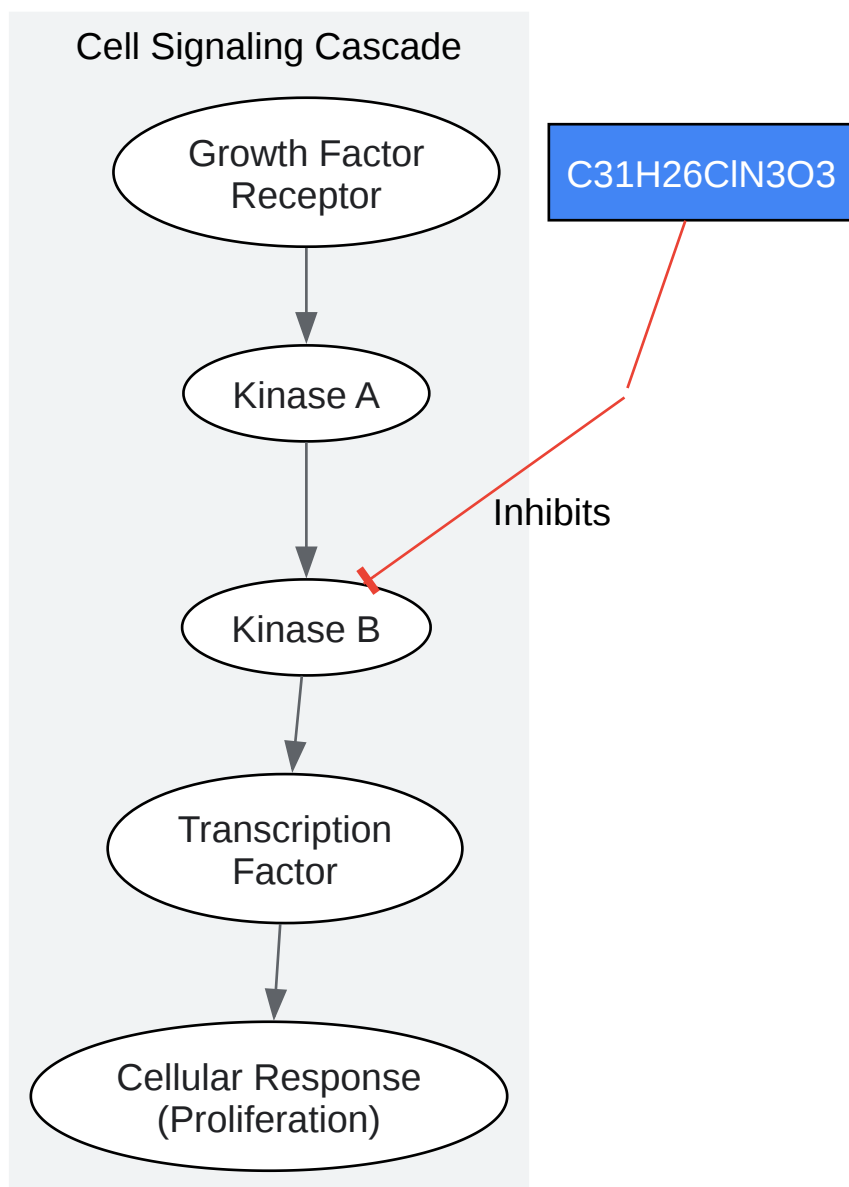 Cell Signaling Cascade
Growth Factor
Receptor
C31H26ClN3O3
Kinase A
Inhibits
Kinase B
Transcription
Factor
Cellular Response
(Proliferation)